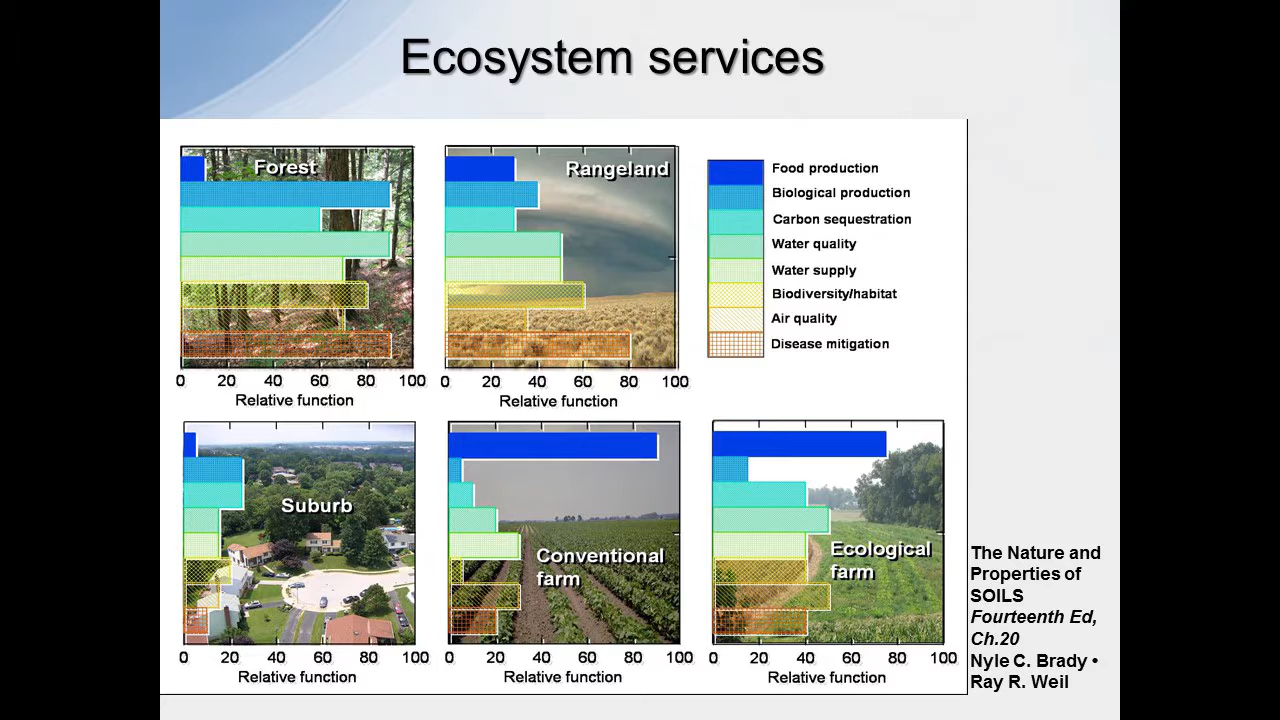 Ecosystem services
Forest
0 20 40 60 80 100
Relative function
Rangeland
0 20 40 60 80 100
Relative function
Food production
Biological production
Carbon sequestration
Water quality
Water supply
Biodiversity/habitat
Air quality
Disease mitigation
Suburb
0 20 40 60 80 100
Relative function
Conventional
farm
0 20 40 60 80 100
Relative function
Ecological
farm
0 20 40 60 80 100
Relative function
The Nature and
Properties of
SOILS
Fourteenth Ed,
Ch.20
Nyle C. Brady •
Ray R. Weil